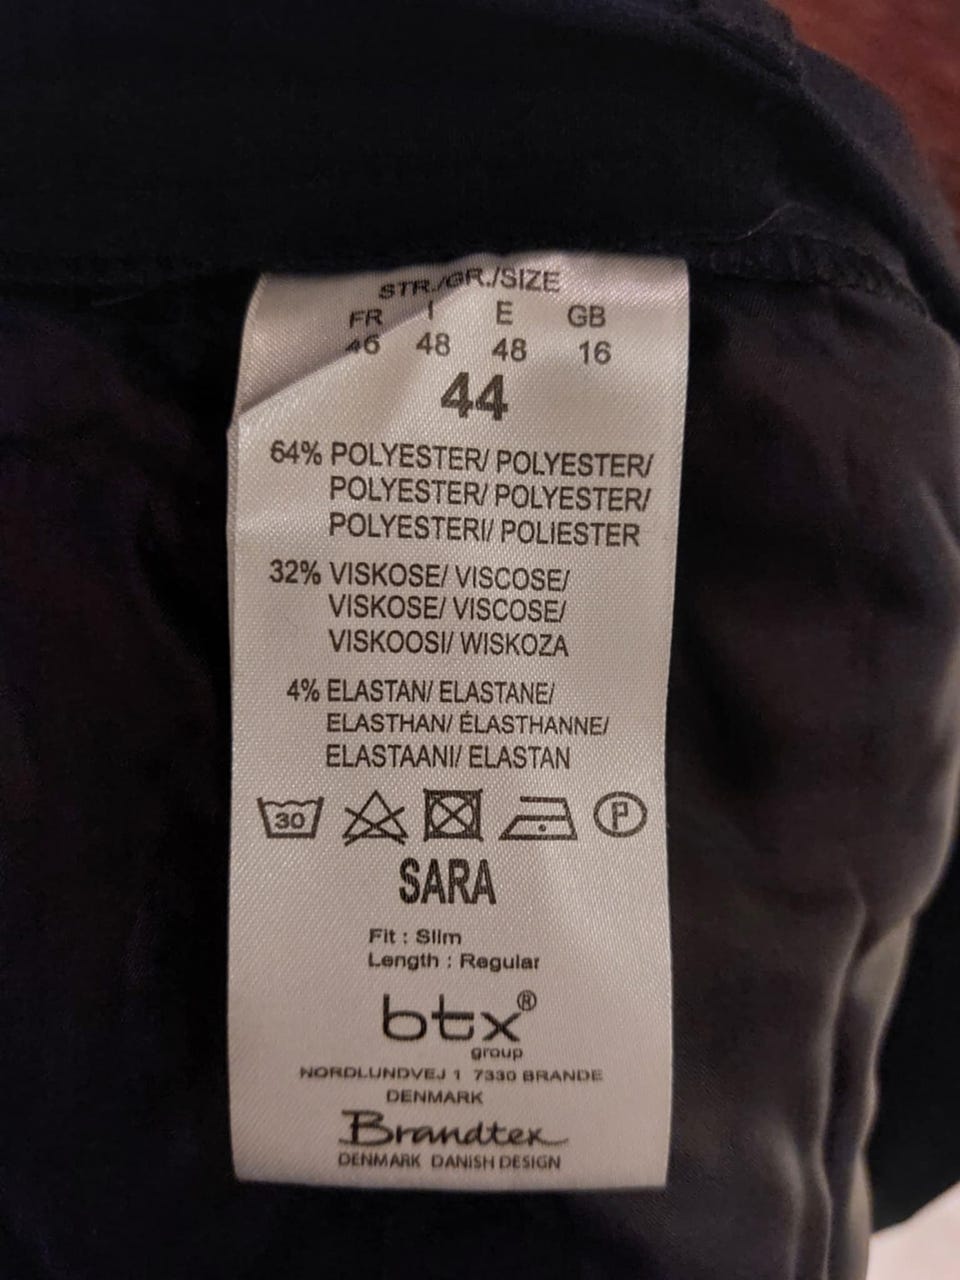 STR./GR./SIZE
FR I E GB
46 48 48 16
44
64% POLYESTER/ POLYESTER/
POLYESTER/ POLYESTER/
POLYESTERI/ POLIESTER
32% VISKOSE/ VISCOSE/
VISKOSE/ VISCOSE/
VISKOOSI/ WISKOZA
4% ELASTAN/ ELASTANE/
ELASTHAN/ ÉLASTHANNE/
ELASTAANI/ ELASTAN
30 P
SARA
Fit : Slim
Length : Regular
btx®
group
NORDLUNDVEJ 1 7330 BRANDE
DENMARK
Brandtex
DENMARK DANISH DESIGN